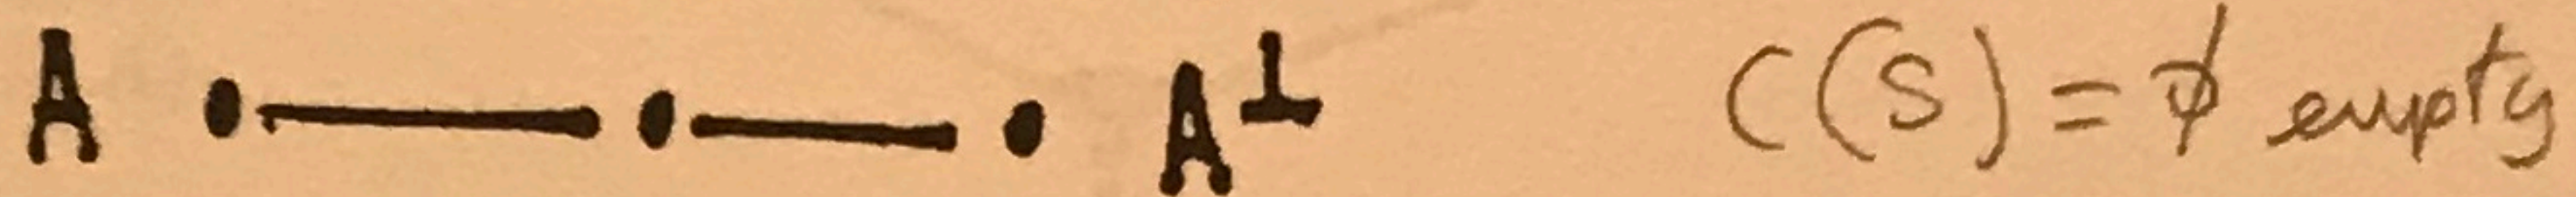 A •—•—• A⊥ C(S) = ϕ empty